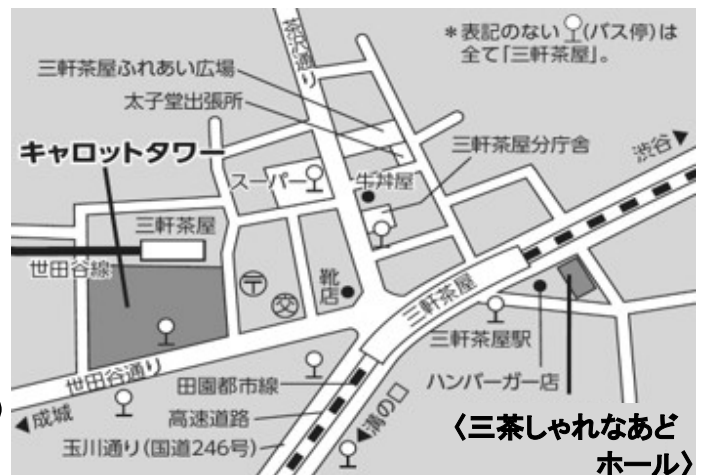 ＊表記のない (バス停)は
全て「三軒茶屋」。
三軒茶屋ふれあい広場
太子堂出張所
キャロットタワー
三軒茶屋分庁舎
渋谷▶
スーパー
牛丼屋
三軒茶屋
世田谷線
〒
交
靴店
三軒茶屋
三軒茶屋駅
世田谷通り
田園都市線
ハンバーガー店
◀成城
高速道路
◀溝の口
玉川通り(国道246号)
〈三茶しゃれなあど
ホール〉